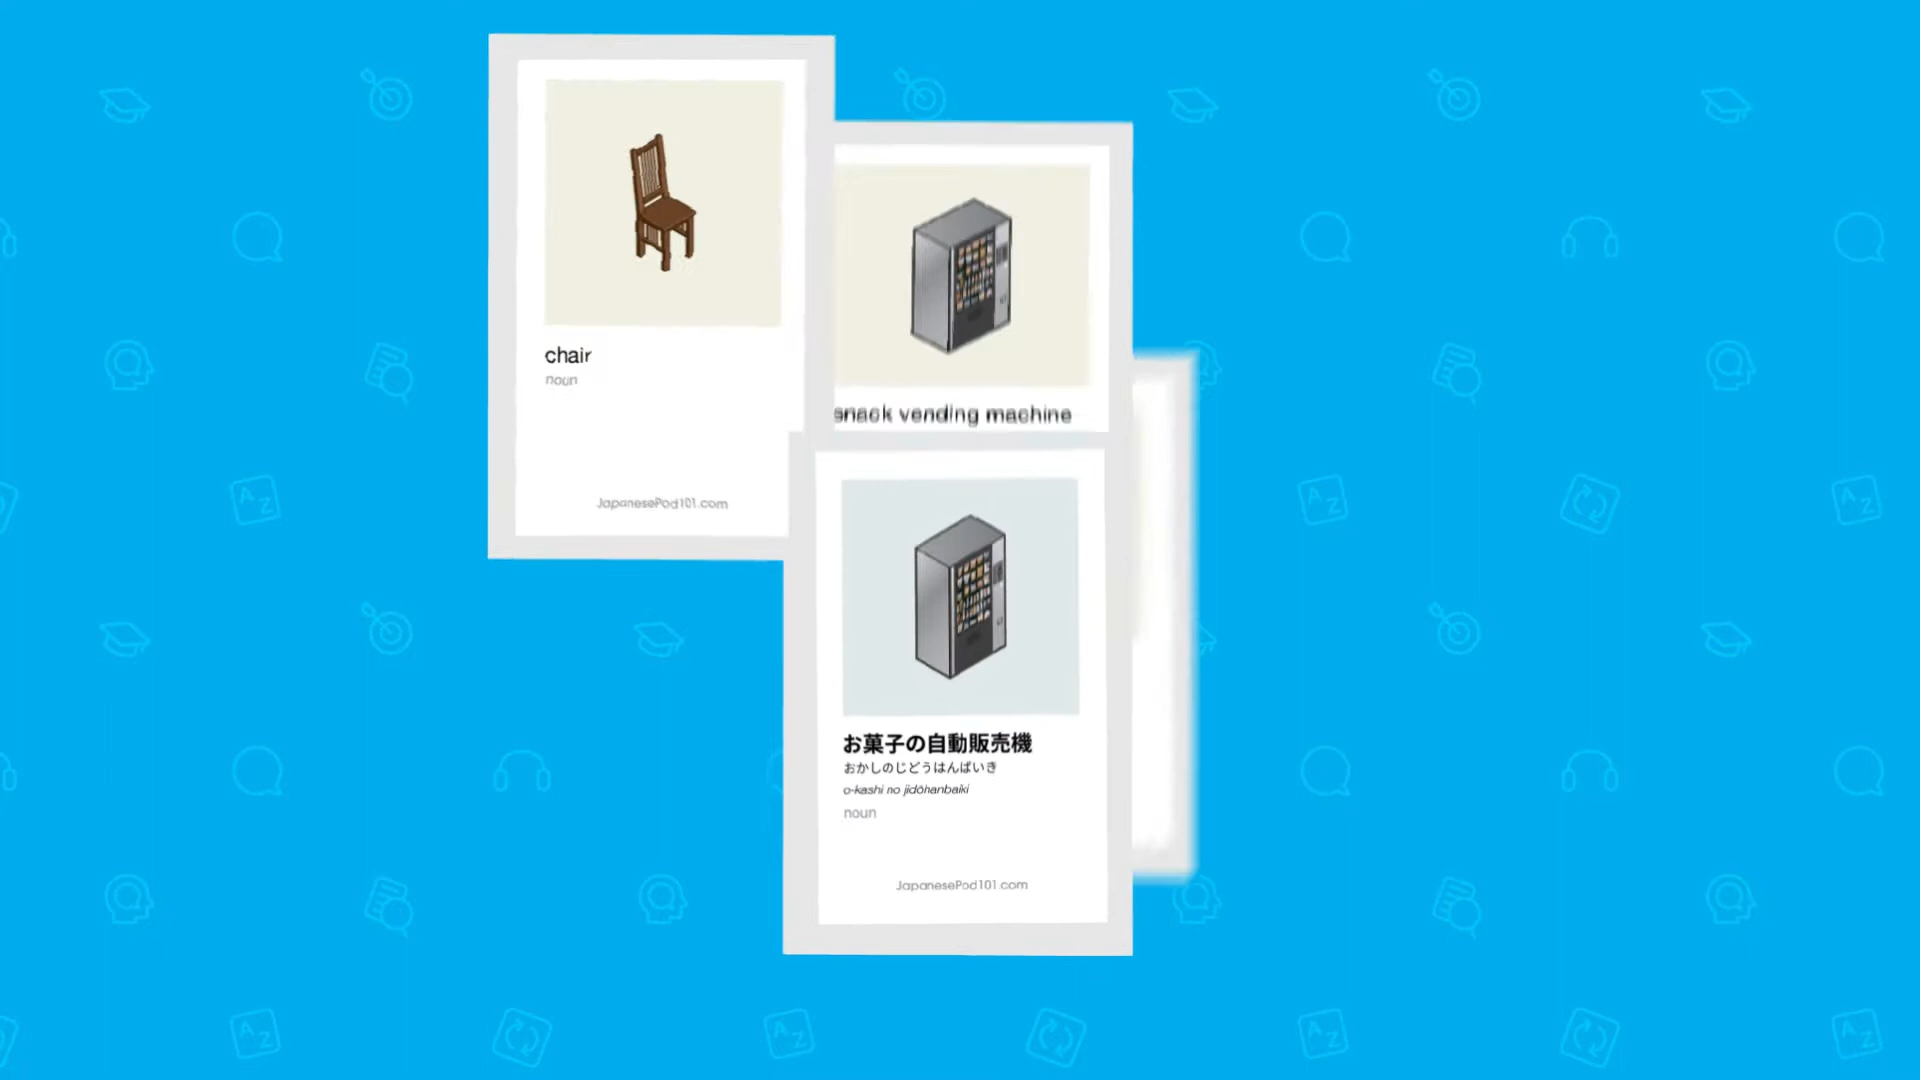 chair
noun
JapanesePod101.com
snack vending machine
お菓子の自動販売機
おかしのじどうはんばいき
o-kashi no jidōhanbaiki
noun
JapanesePod101.com